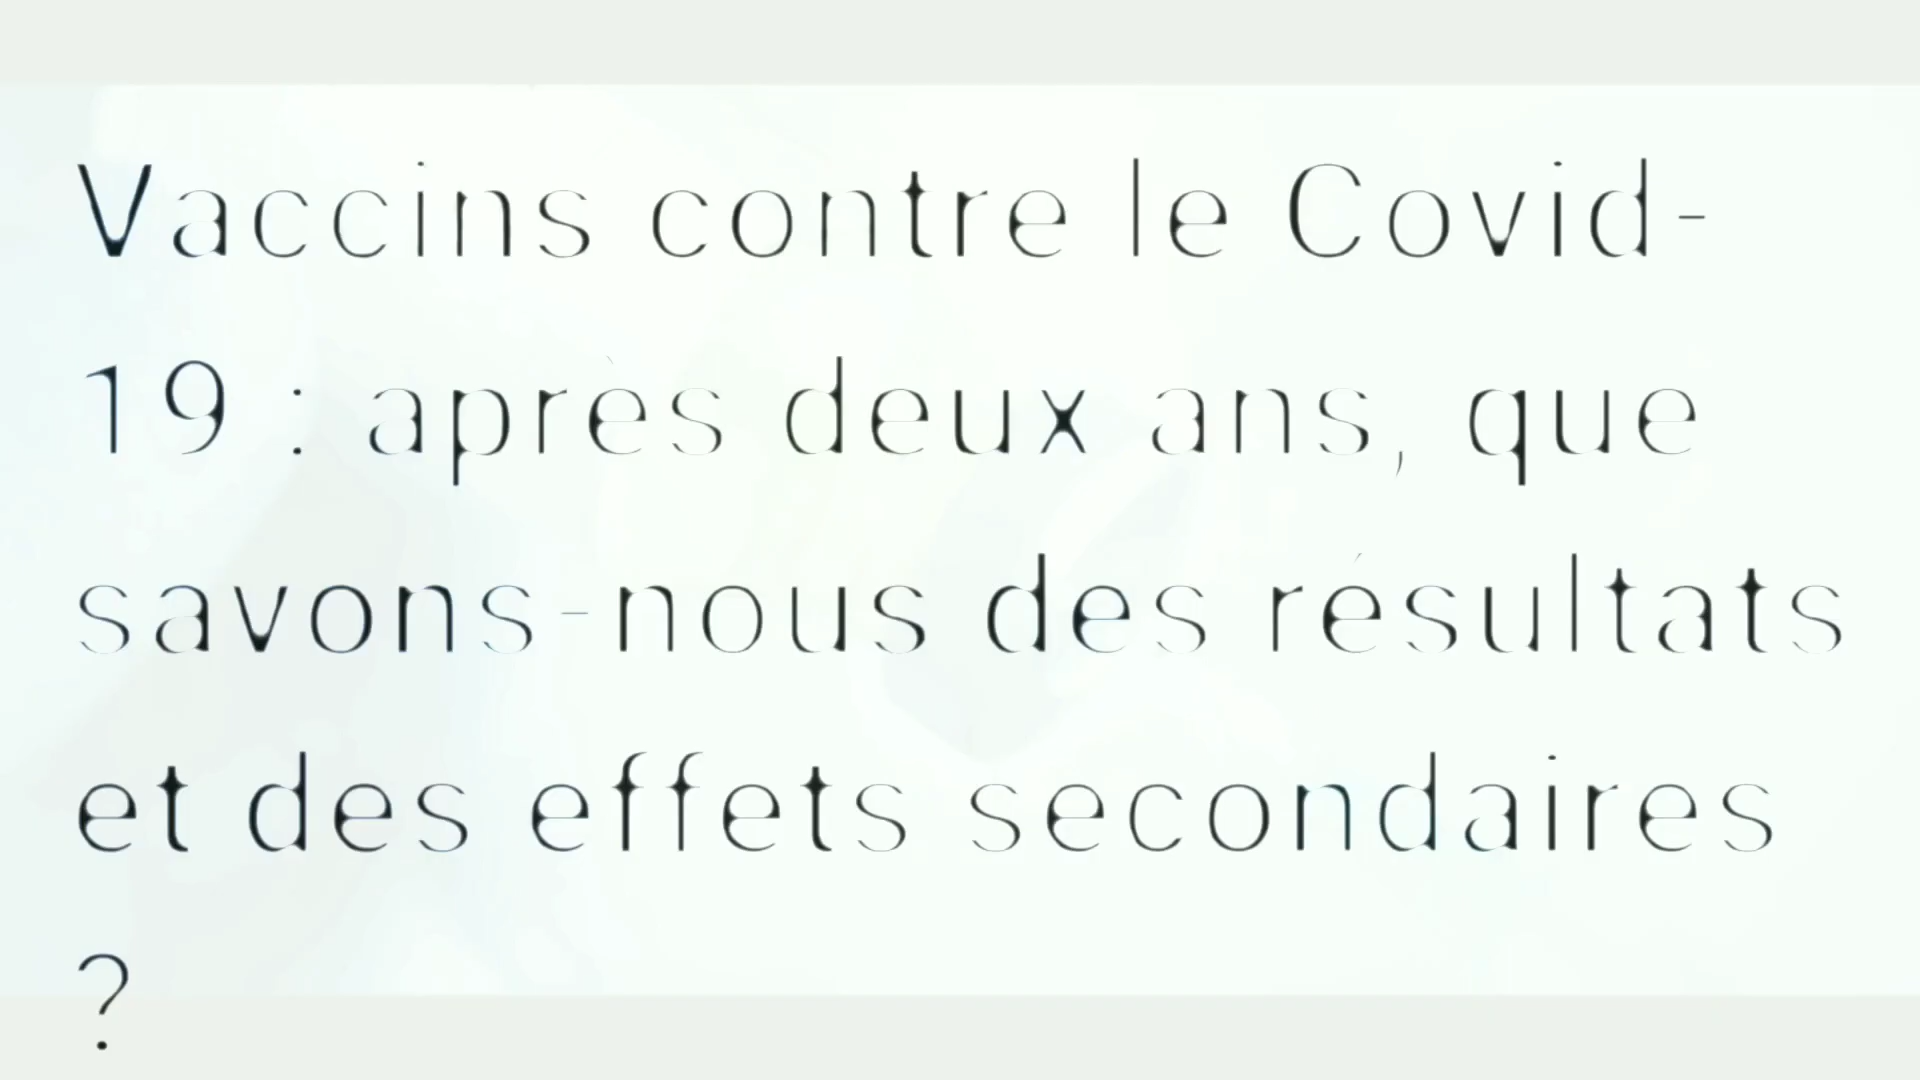 Vaccins contre le Covid-
19 : après deux ans, que
savons-nous des résultats
et des effets secondaires
?